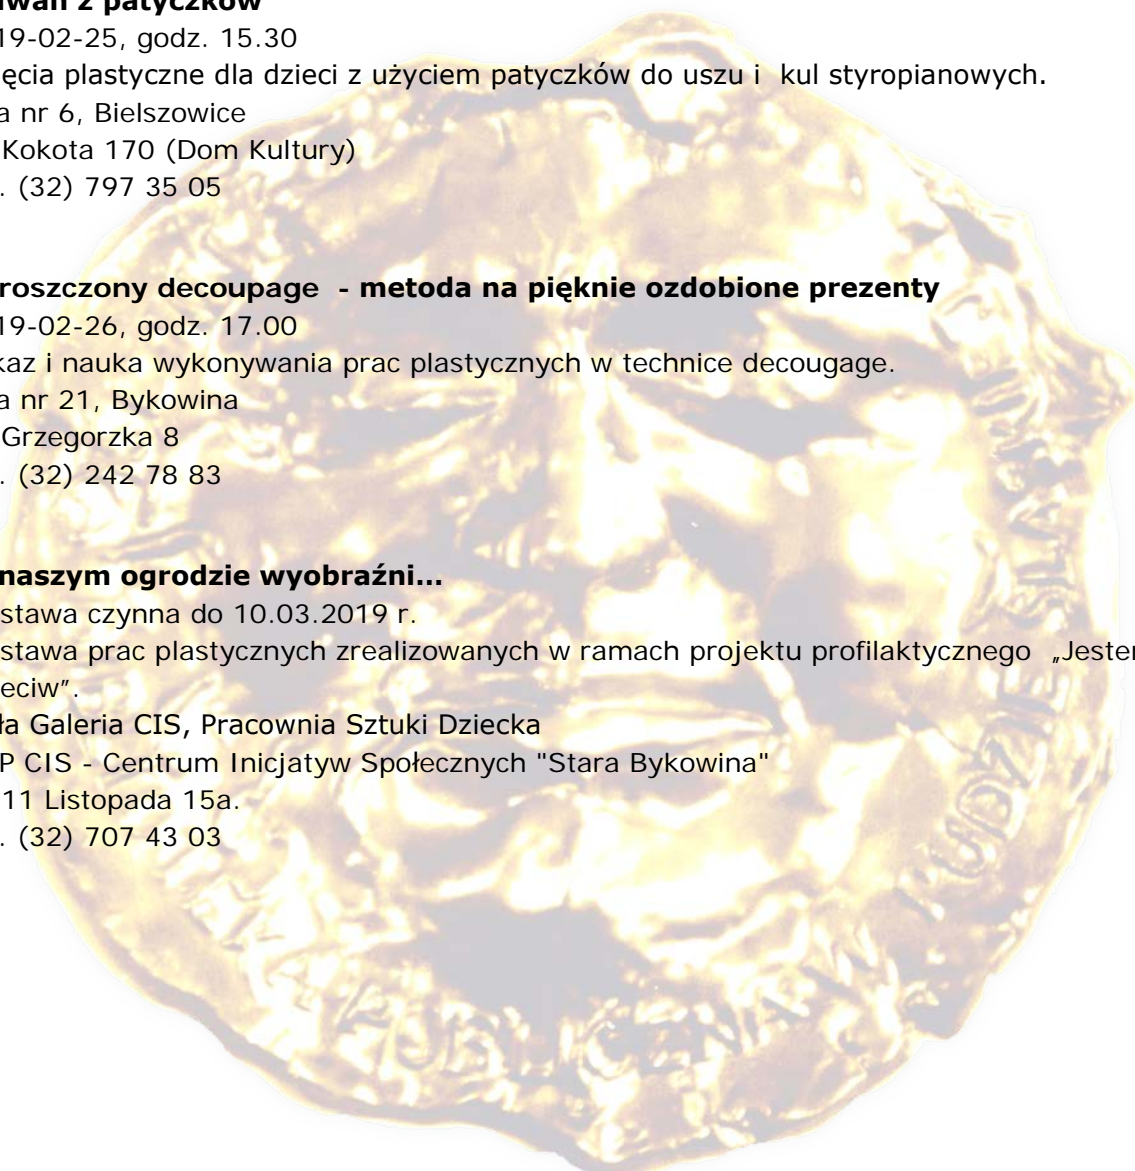 łwan z patyczków
19-02-25, godz. 15.30
ęcia plastyczne dla dzieci z użyciem patyczków do uszu i kul styropianowych.
a nr 6, Bielszowice
Kokota 170 (Dom Kultury)
. (32) 797 35 05
roszczony decoupage - metoda na pięknie ozdobione prezenty
19-02-26, godz. 17.00
kaz i nauka wykonywania prac plastycznych w technice decougage.
a nr 21, Bykowina
Grzegorzka 8
. (32) 242 78 83
naszym ogrodzie wyobraźni...
stawa czynna do 10.03.2019 r.
stawa prac plastycznych zrealizowanych w ramach projektu profilaktycznego „Jestem
eciw”.
ła Galeria CIS, Pracownia Sztuki Dziecka
P CIS - Centrum Inicjatyw Społecznych "Stara Bykowina"
11 Listopada 15a.
. (32) 707 43 03